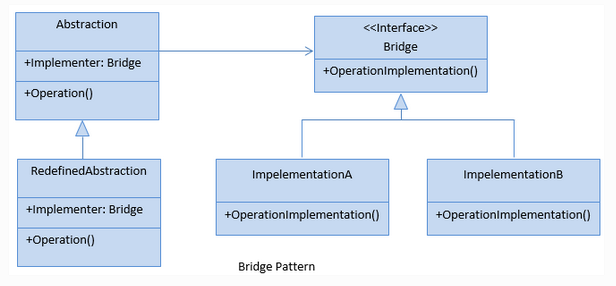 Abstraction
+Implementer: Bridge
+Operation()
<<Interface>>
Bridge
+OperationImplementation()
RedefinedAbstraction
+Implementer: Bridge
+Operation()
ImpelementationA
+OperationImplementation()
ImpelementationB
+OperationImplementation()
Bridge Pattern